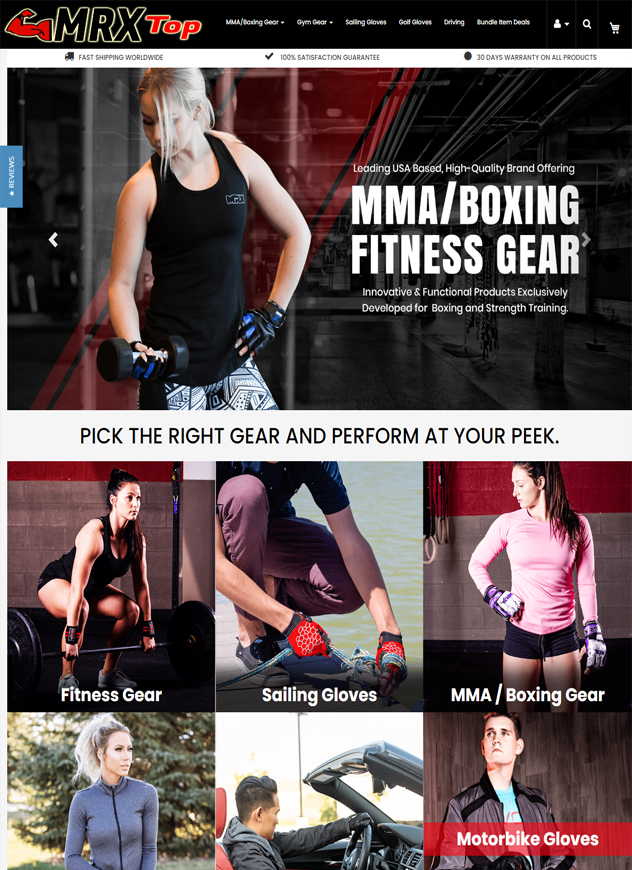 MRX Top
MMA/Boxing Gear Gym Gear Sailing Gloves Golf Gloves Driving Bundle Item Deals
FAST SHIPPING WORLDWIDE 100% SATISFACTION GUARANTEE 30 DAYS WARRANTY ON ALL PRODUCTS
★ REVIEWS
MRX
Leading USA Based, High-Quality Brand Offering
MMA/BOXING
FITNESS GEAR
Innovative & Functional Products Exclusively
Developed for Boxing and Strength Training.
PICK THE RIGHT GEAR AND PERFORM AT YOUR PEEK.
Fitness Gear
Sailing Gloves
MMA / Boxing Gear
Motorbike Gloves